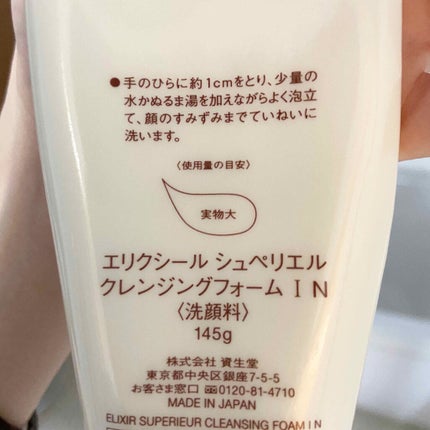 ●手のひらに約1cmをとり、少量の
水かぬるま湯を加えながらよく泡立
て、顔のすみずみまでていねいに
洗います。
〈使用量の目安〉
実物大
エリクシール シュペリエル
クレンジングフォーム I N
〈洗顔料〉
145g
株式会社 資生堂
東京都中央区銀座7-5-5
お客さま窓口 0120-81-4710
MADE IN JAPAN
ELIXIR SUPERIEUR CLEANSING FOAM I N